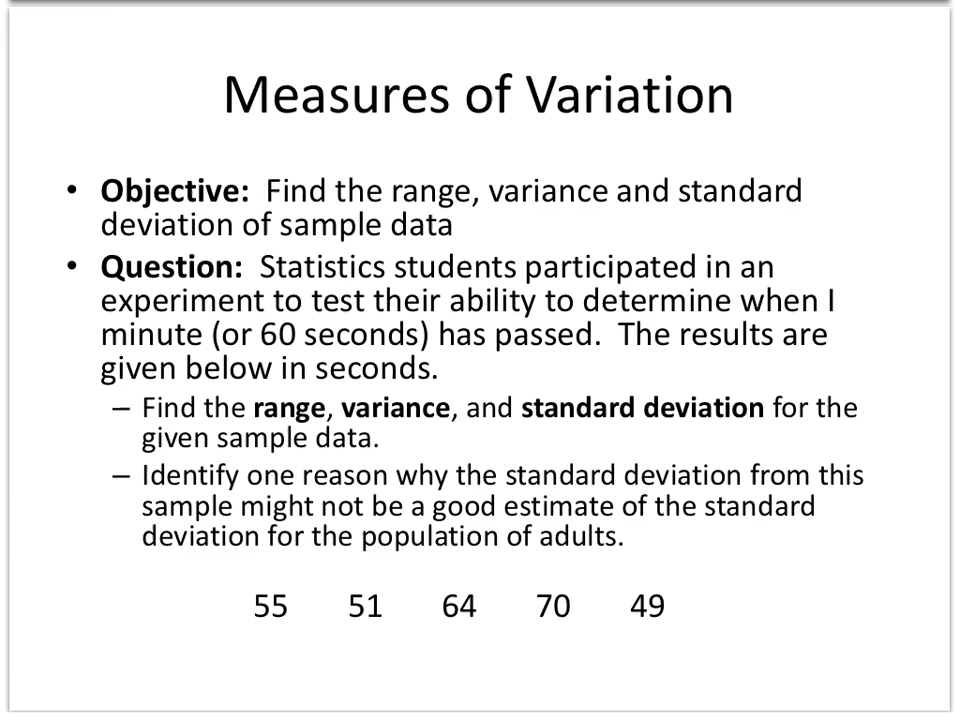 Measures of Variation
• Objective: Find the range, variance and standard
deviation of sample data
• Question: Statistics students participated in an
experiment to test their ability to determine when I
minute (or 60 seconds) has passed. The results are
given below in seconds.
– Find the range, variance, and standard deviation for the
given sample data.
– Identify one reason why the standard deviation from this
sample might not be a good estimate of the standard
deviation for the population of adults.
55 51 64 70 49